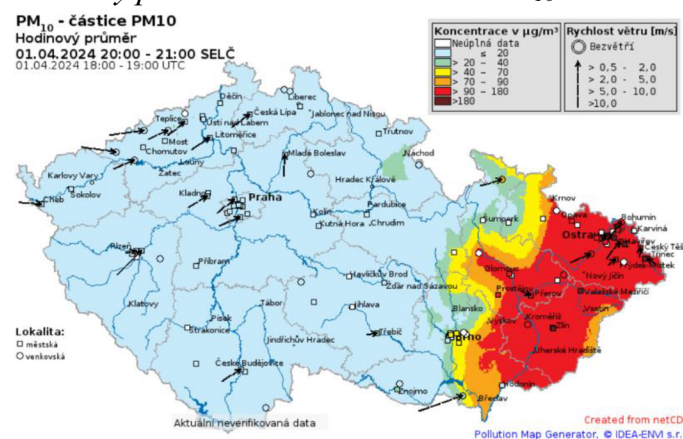 PM10 - částice PM10
Hodinový průměr
01.04.2024 20:00 - 21:00 SELČ
01.04.2024 18:00 - 19:00 UTC
Koncentrace v µg/m³
Neúplná data
≤ 20
> 20 - 40
> 40 - 70
> 70 - 90
> 90 - 180
>180
Rychlost větru [m/s]
Bezvětří
> 0,5 - 2,0
> 2,0 - 5,0
> 5,0 - 10,0
>10,0
Děčín
Liberec
Teplice
Ústí nad Labem
Česká Lípa
Jablonec nad Nisou
Litoměřice
Trutnov
Most
Chomutov
Louny
Mladá Boleslav
Náchod
Žatec
Karlovy Vary
Sokolov
Cheb
Kladno
Praha
Hradec Králové
Pardubice
Kolín
Kutná Hora
Chrudim
Krnov
Šumperk
Opava
Bohumín
Ostrava
Karviná
Havířov
Český Těš
Třinec
Frýdek-Místek
Nový Jičín
Plzeň
Příbram
Olomouc
Prostějov
Přerov
Valašské Meziříčí
Havlíčkův Brod
Žďár nad Sázavou
Klatovy
Tábor
Jihlava
Blansko
Vyškov
Kroměříž
Zlín
Vsetín
Písek
Strakonice
Jindřichův Hradec
Třebíč
Brno
Uherské Hradiště
České Budějovice
Znojmo
Hodonín
Břeclav
Lokalita:
městská
venkovská
Aktuální neverifikovaná data
Created from netCD
Pollution Map Generator, © IDEA-ENVI s.r.